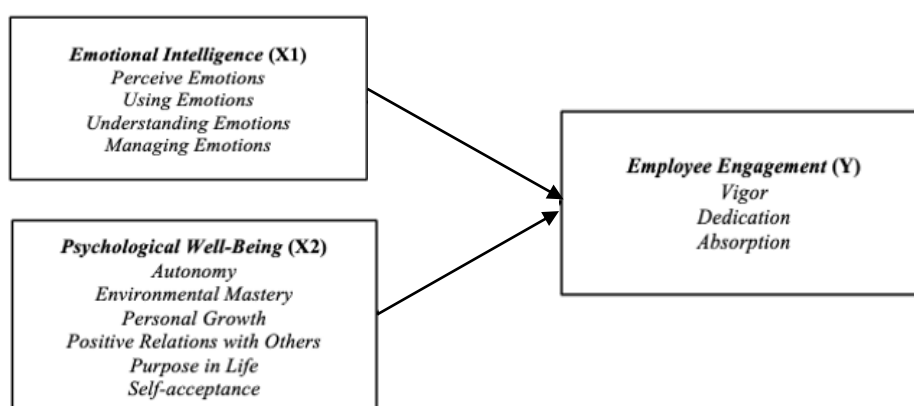 Emotional Intelligence (X1)
Perceive Emotions
Using Emotions
Understanding Emotions
Managing Emotions
Psychological Well-Being (X2)
Autonomy
Environmental Mastery
Personal Growth
Positive Relations with Others
Purpose in Life
Self-acceptance
Employee Engagement (Y)
Vigor
Dedication
Absorption